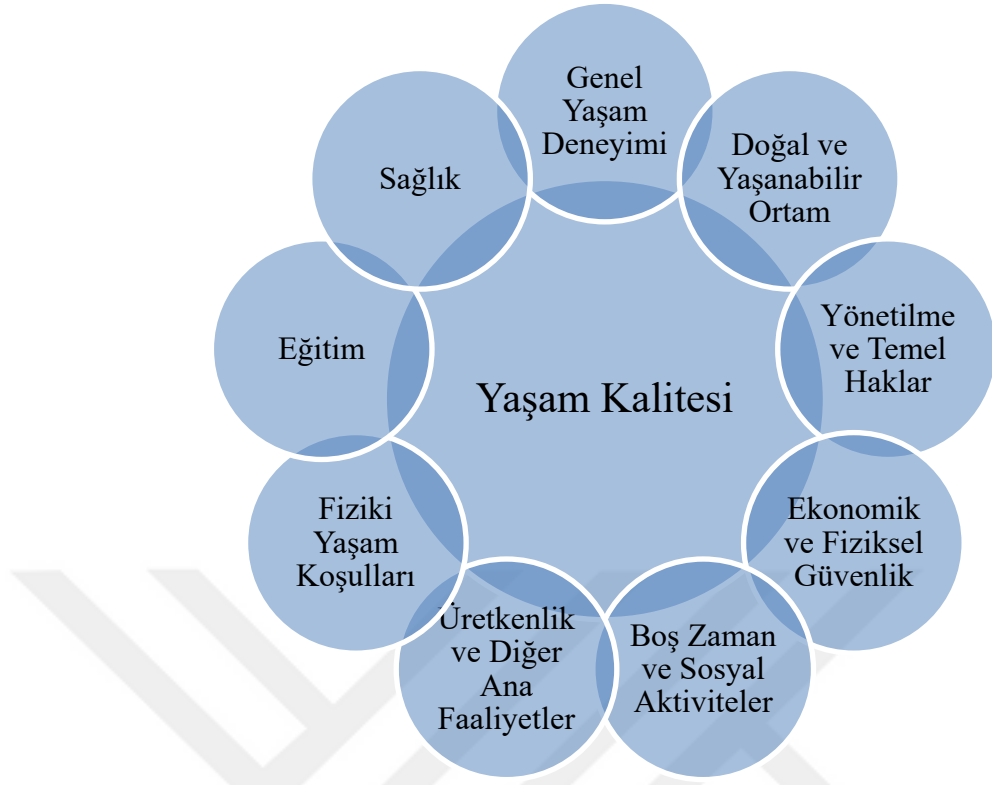 Genel
Yaşam
Deneyimi
Doğal ve
Yaşanabilir
Ortam
Yönetilme
ve Temel
Haklar
Ekonomik
ve Fiziksel
Güvenlik
Boş Zaman
ve Sosyal
Aktiviteler
Üretkenlik
ve Diğer
Ana
Faaliyetler
Fiziki
Yaşam
Koşulları
Eğitim
Sağlık
Yaşam Kalitesi